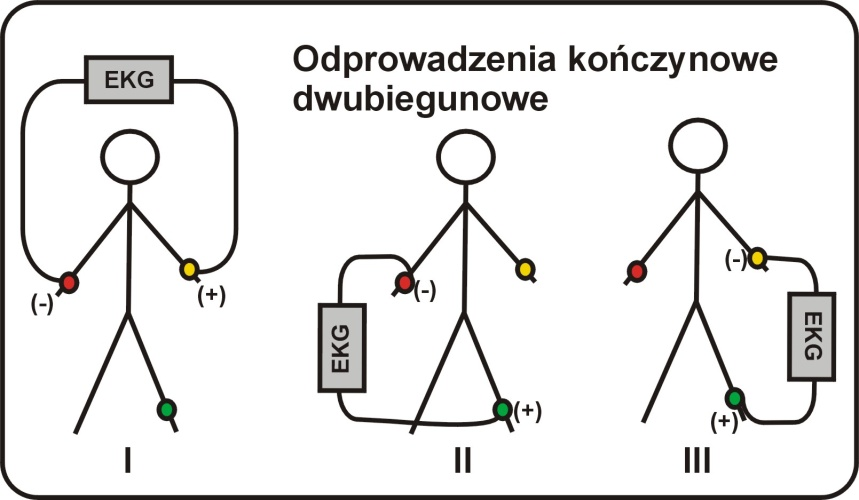 EKG
Odprowadzenia kończynowe
dwubiegunowe
(-)
(+)
I
EKG
(-)
(+)
II
(-)
EKG
(+)
III